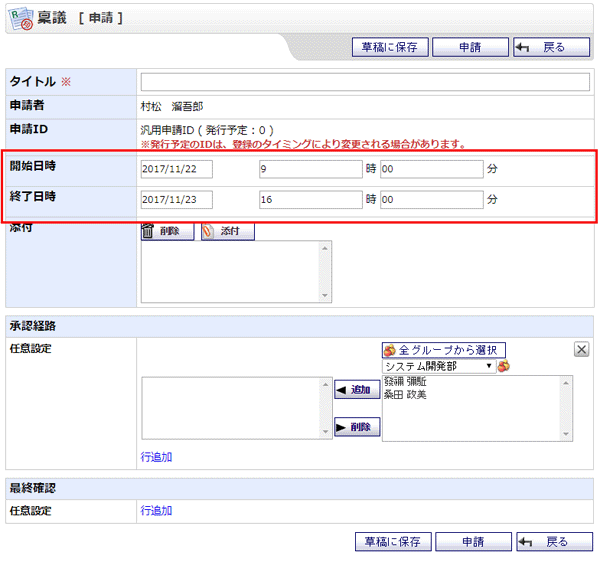 稟議 [ 申請 ]
草稿に保存 申請 戻る
タイトル ※
申請者 村松 溜吾郎
申請ID 汎用申請ID ( 発行予定 : 0 )
※発行予定のIDは、登録のタイミングにより変更される場合があります。
開始日時 2017/11/22 9 時 00 分
終了日時 2017/11/23 16 時 00 分
添付 削除 添付
承認経路
任意設定 全グループから選択
システム開発部
追加
桑田 政美
削除
行追加
最終確認
任意設定 行追加
草稿に保存 申請 戻る